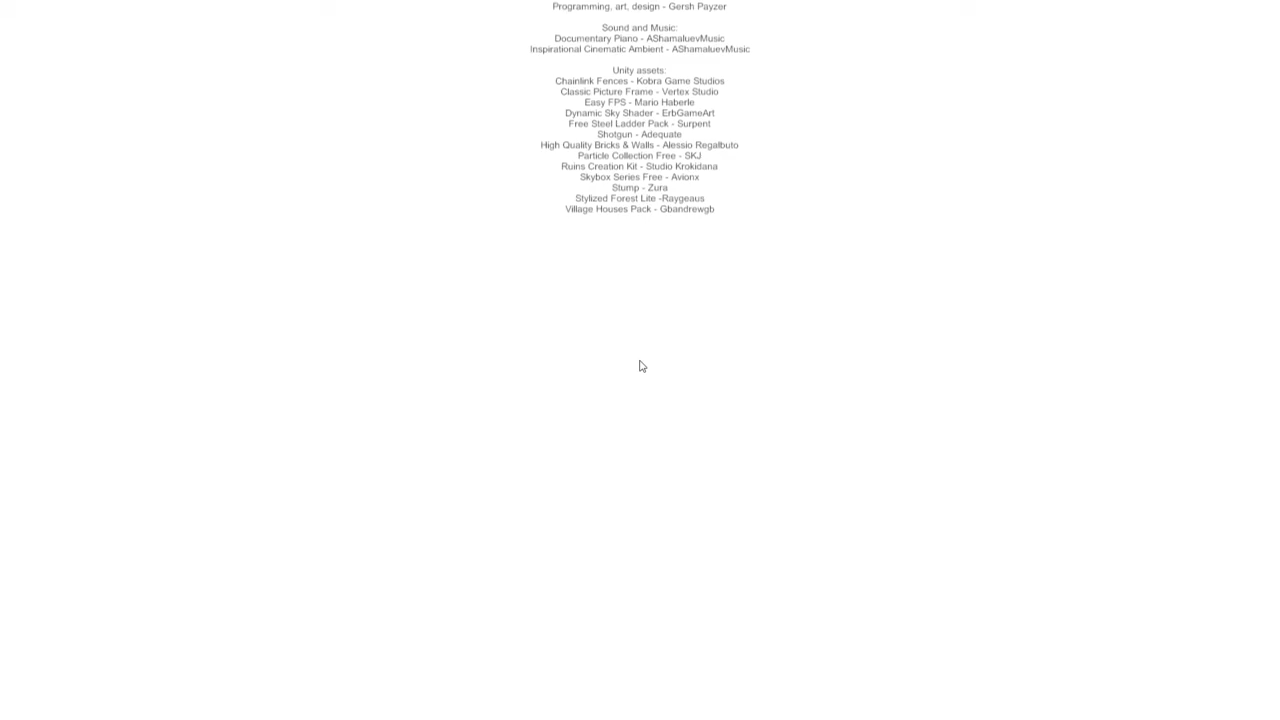 Programming, art, design - Gersh Payzer
Sound and Music:
Documentary Piano - AShamaluevMusic
Inspirational Cinematic Ambient - AShamaluevMusic
Unity assets:
Chainlink Fences - Kobra Game Studios
Classic Picture Frame - Vertex Studio
Easy FPS - Mario Haberle
Dynamic Sky Shader - ErbGameArt
Free Steel Ladder Pack - Surpent
Shotgun - Adequate
High Quality Bricks & Walls - Alessio Regalbuto
Particle Collection Free - SKJ
Ruins Creation Kit - Studio Krokidana
Skybox Series Free - Avionx
Stump - Zura
Stylized Forest Lite -Raygeaus
Village Houses Pack - Gbandrewgb